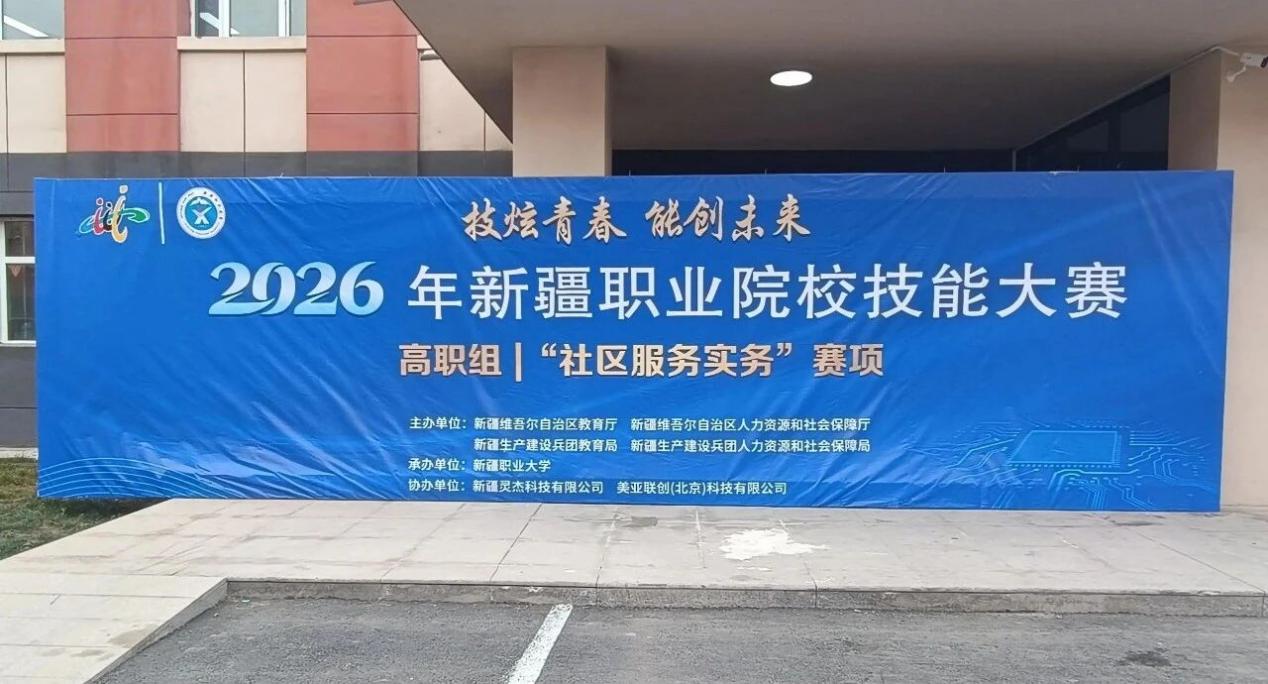 技炫青春 能创未来
2026年新疆职业院校技能大赛
高职组|“社区服务实务”赛项
主办单位：新疆维吾尔自治区教育厅 新疆维吾尔自治区人力资源和社会保障厅
新疆生产建设兵团教育局 新疆生产建设兵团人力资源和社会保障局
承办单位：新疆职业大学
协办单位：新疆灵杰科技有限公司 美亚联创(北京)科技有限公司